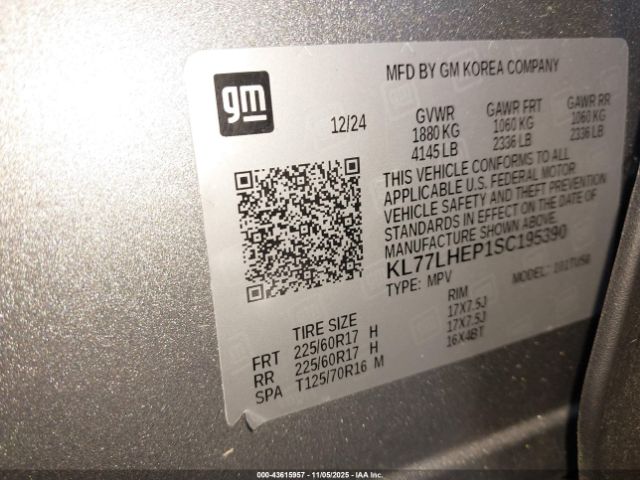 gm
MFD BY GM KOREA COMPANY
12/24
GVWR GAWR FRT GAWR RR
1880 KG 1060 KG 1060 KG
4145 LB 2336 LB 2336 LB
THIS VEHICLE CONFORMS TO ALL
APPLICABLE U.S. FEDERAL MOTOR
VEHICLE SAFETY AND THEFT PREVENTION
STANDARDS IN EFFECT ON THE DATE OF
MANUFACTURE SHOWN ABOVE.
KL77LHEP1SC195390
TYPE: MPV MODEL: 101TU58
TIRE SIZE RIM
FRT 225/60R17 H 17X7.5J
RR 225/60R17 H 17X7.5J
SPA T125/70R16 M 16X4BT
000-43615957 - 11/05/2025 - IAA Inc.